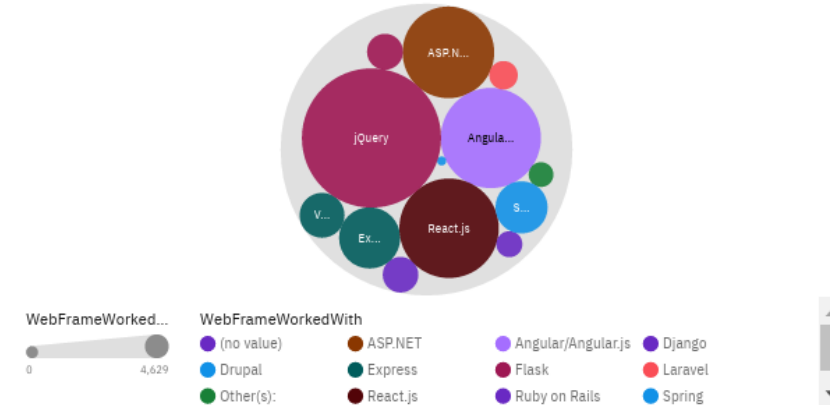 ASP.N...
jQuery
Angula...
V...
S...
Ex...
React.js
WebFrameWorked...
WebFrameWorkedWith
0
4,629
(no value)
ASP.NET
Angular/Angular.js
Django
Drupal
Express
Flask
Laravel
Other(s):
React.js
Ruby on Rails
Spring